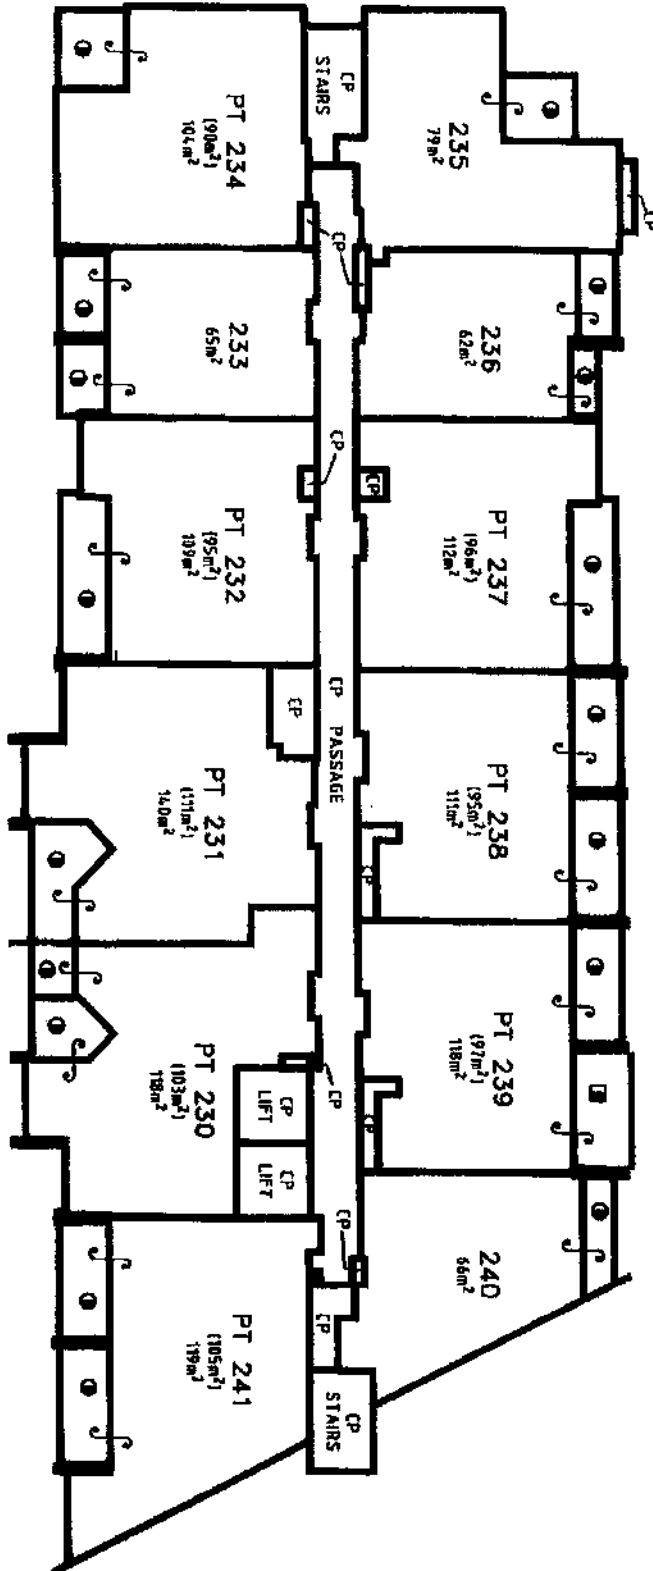 CP
STAIRS
PT 234
(90m²)
104m²
235
79m²
CP
CP
233
65m²
236
62m²
CP
CP
PT 232
(95m²)
109m²
PT 237
(96m²)
112m²
CP
CP PASSAGE
PT 231
(111m²)
140m²
PT 238
(95m²)
111m²
CP
PT 230
(103m²)
118m²
PT 239
(97m²)
118m²
CP
CP
LIFT
CP
CP
LIFT
CP
240
66m²
CP
PT 241
(105m²)
119m²
CP
STAIRS